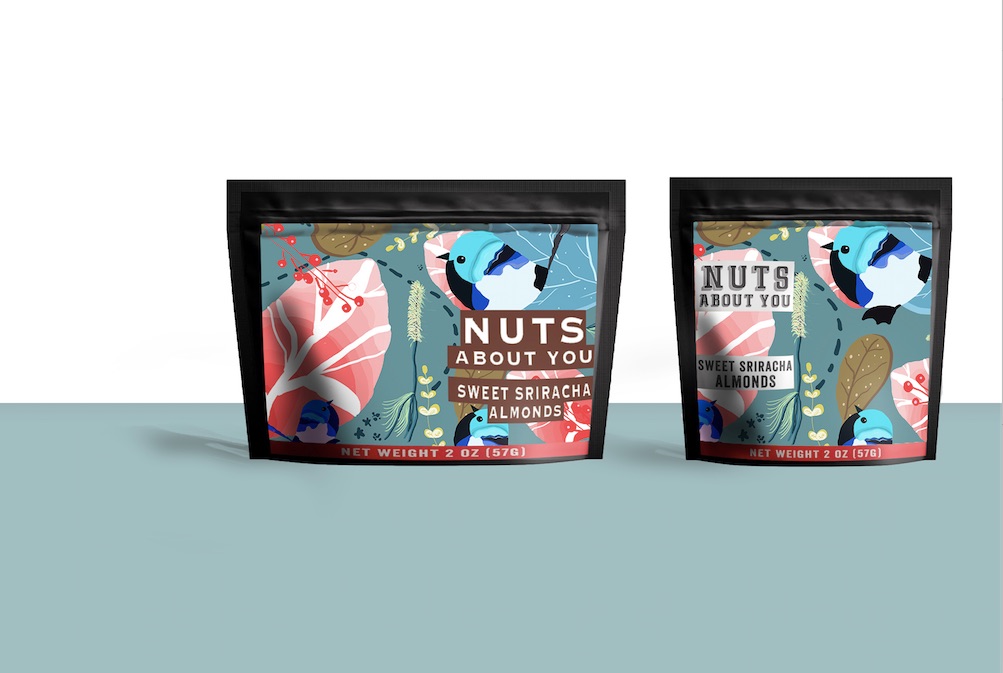 NUTS
ABOUT YOU
SWEET SRIRACHA
ALMONDS
NET WEIGHT 2 OZ (57G)
NUTS
ABOUT YOU
SWEET SRIRACHA
ALMONDS
NET WEIGHT 2 OZ (57G)